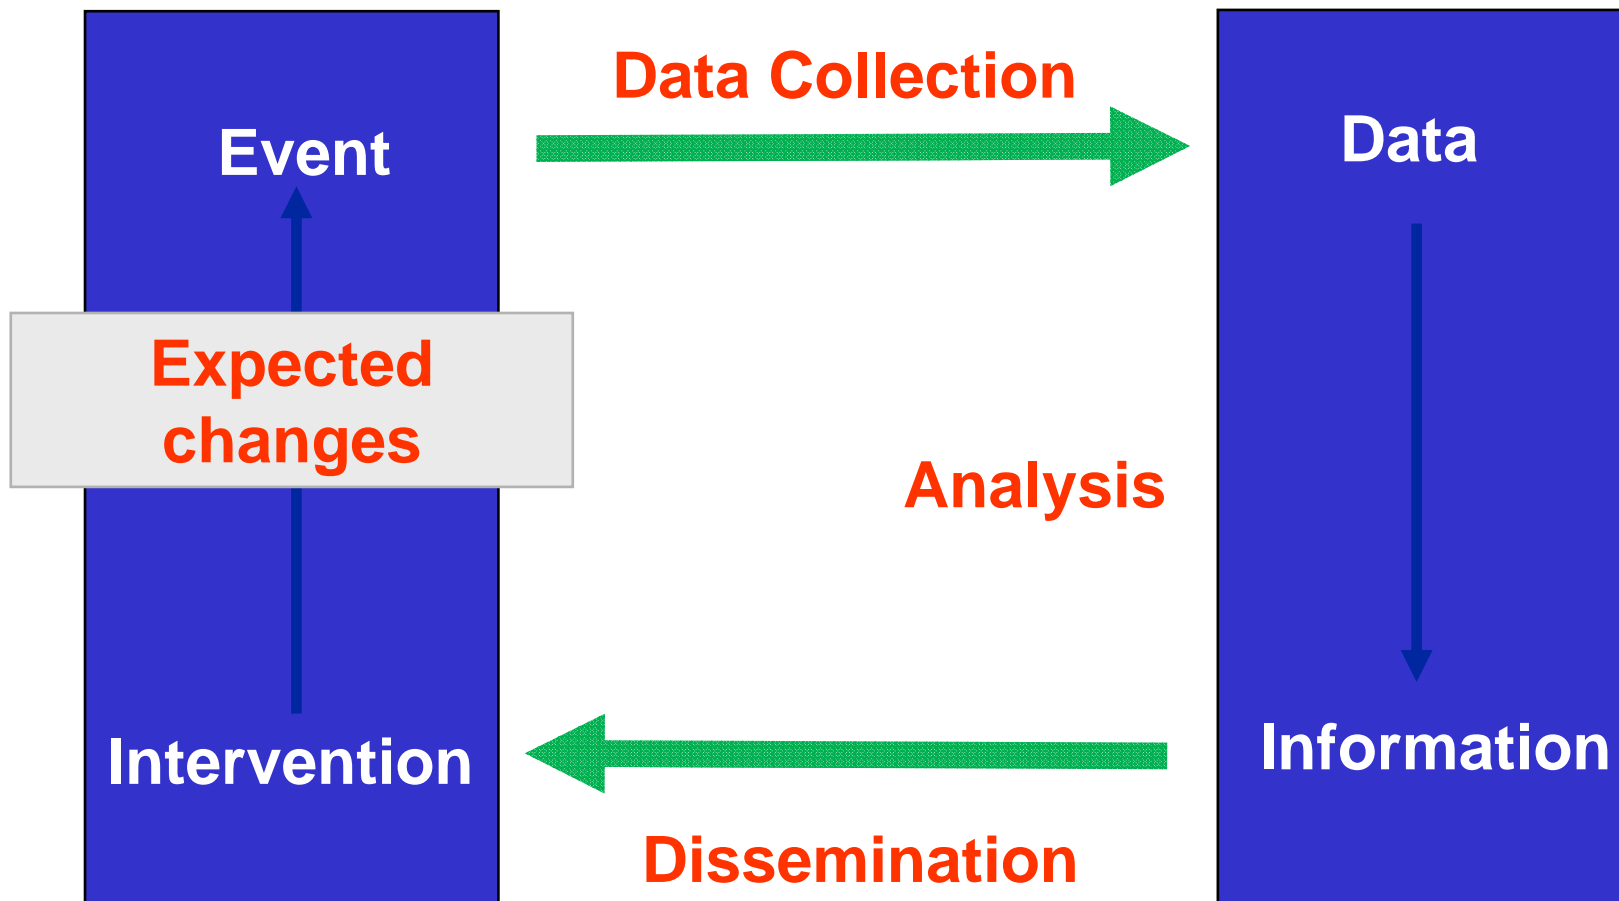 Data Collection
Event
Data
Expected
changes
Analysis
Intervention
Information
Dissemination